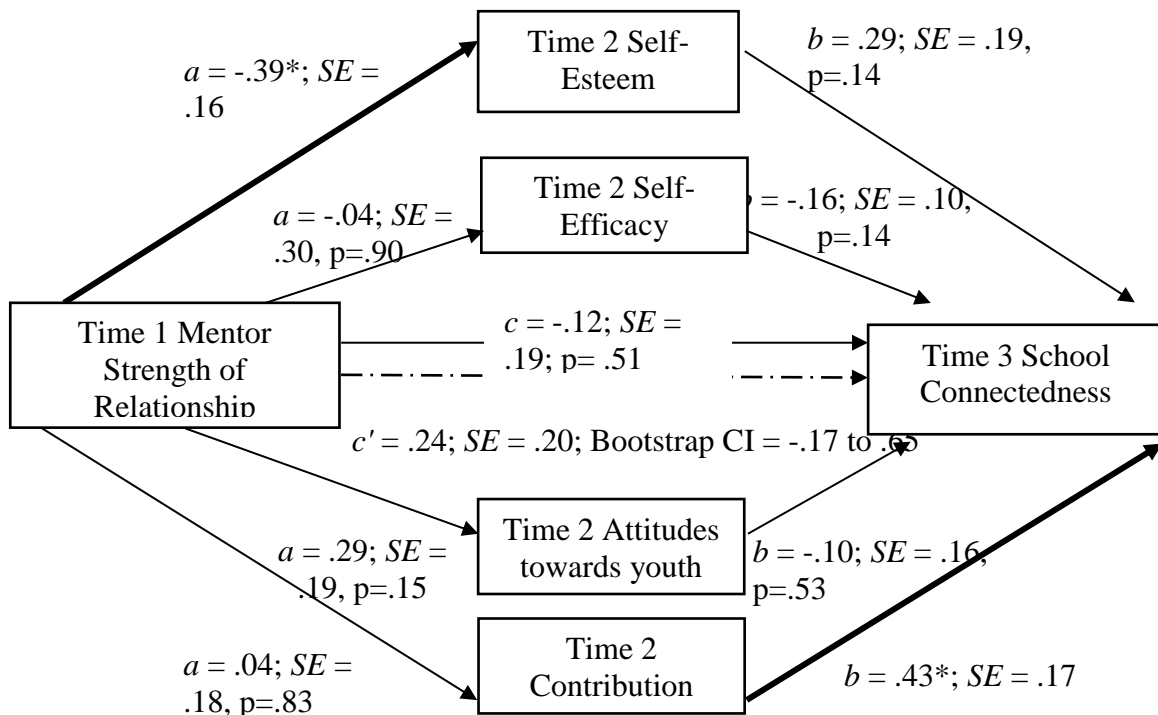 Time 2 Self-
Esteem
a = -.39*; SE =
.16
b = .29; SE = .19,
p=.14
Time 2 Self-
Efficacy
a = -.04; SE =
.30, p=.90
= -.16; SE = .10,
p=.14
Time 1 Mentor
Strength of
Relationship
c = -.12; SE =
.19; p= .51
Time 3 School
Connectedness
c' = .24; SE = .20; Bootstrap CI = -.17 to .65
Time 2 Attitudes
towards youth
a = .29; SE =
.19, p=.15
b = -.10; SE = .16,
p=.53
Time 2
Contribution
a = .04; SE =
.18, p=.83
b = .43*; SE = .17